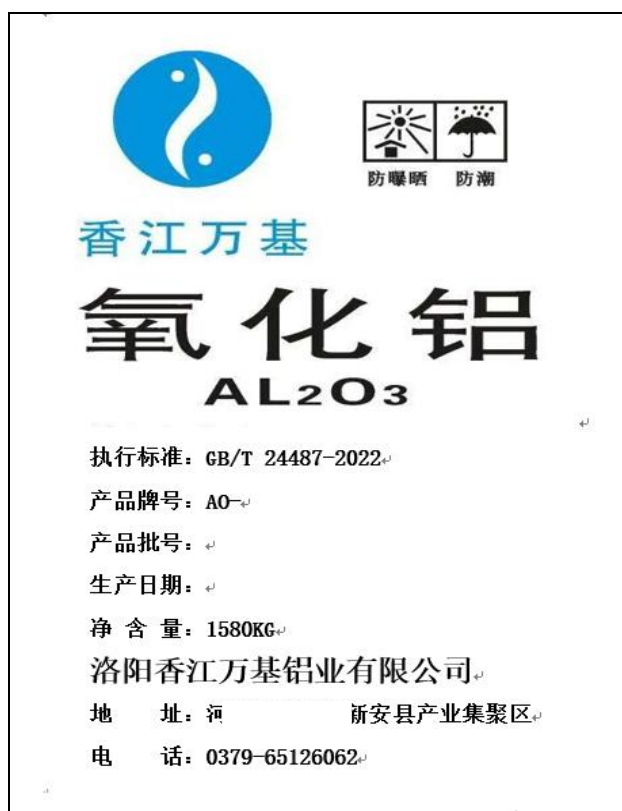 防曝晒 防潮
香江万基
氧化铝
AL2O3
执行标准：GB/T 24487-2022
产品牌号：AO-
产品批号：
生产日期：
净 含 量：1580KG
洛阳香江万基铝业有限公司
地 址：河 新安县产业集聚区
电 话：0379-65126062